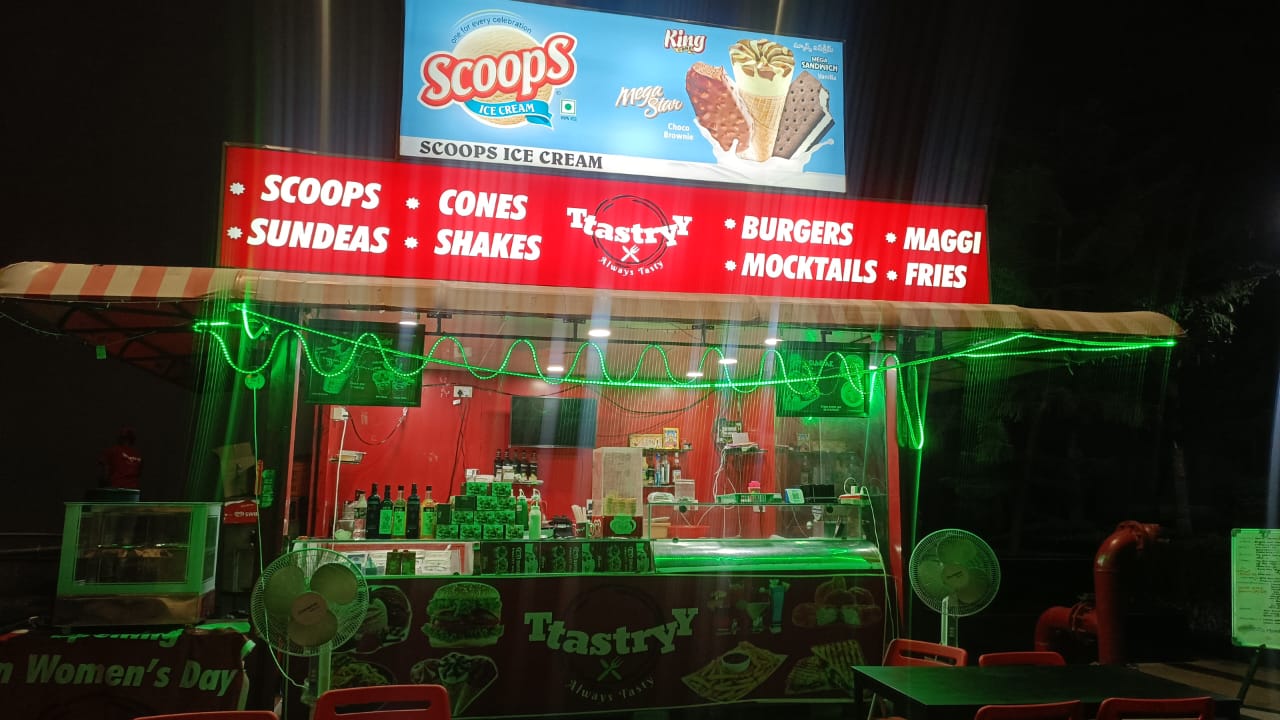 one for every celebration
Scoops
ICE CREAM
King
Mega Star
Choco
Brownie
MEGA
SANDWICH
Vanilla
SCOOPS ICE CREAM
SCOOPS
CONES
SUNDEAS
SHAKES
TtastryY
Always Tasty
BURGERS
MAGGI
MOCKTAILS
FRIES
TtastryY
Always Tasty
Women's Day